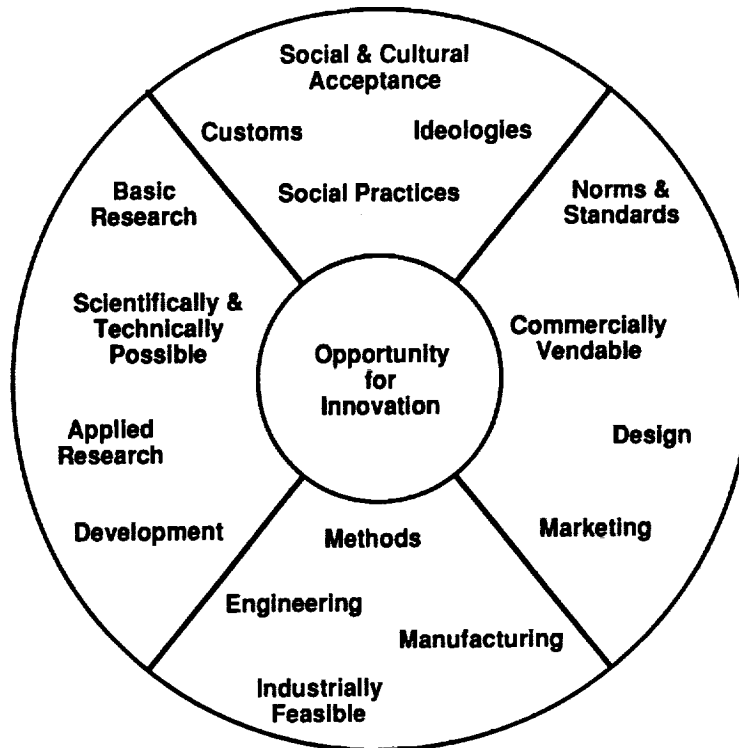 Social & Cultural
Acceptance
Customs
Ideologies
Social Practices
Basic
Research
Scientifically &
Technically
Possible
Applied
Research
Development
Opportunity
for
Innovation
Norms &
Standards
Commercially
Vendable
Design
Marketing
Methods
Engineering
Manufacturing
Industrially
Feasible